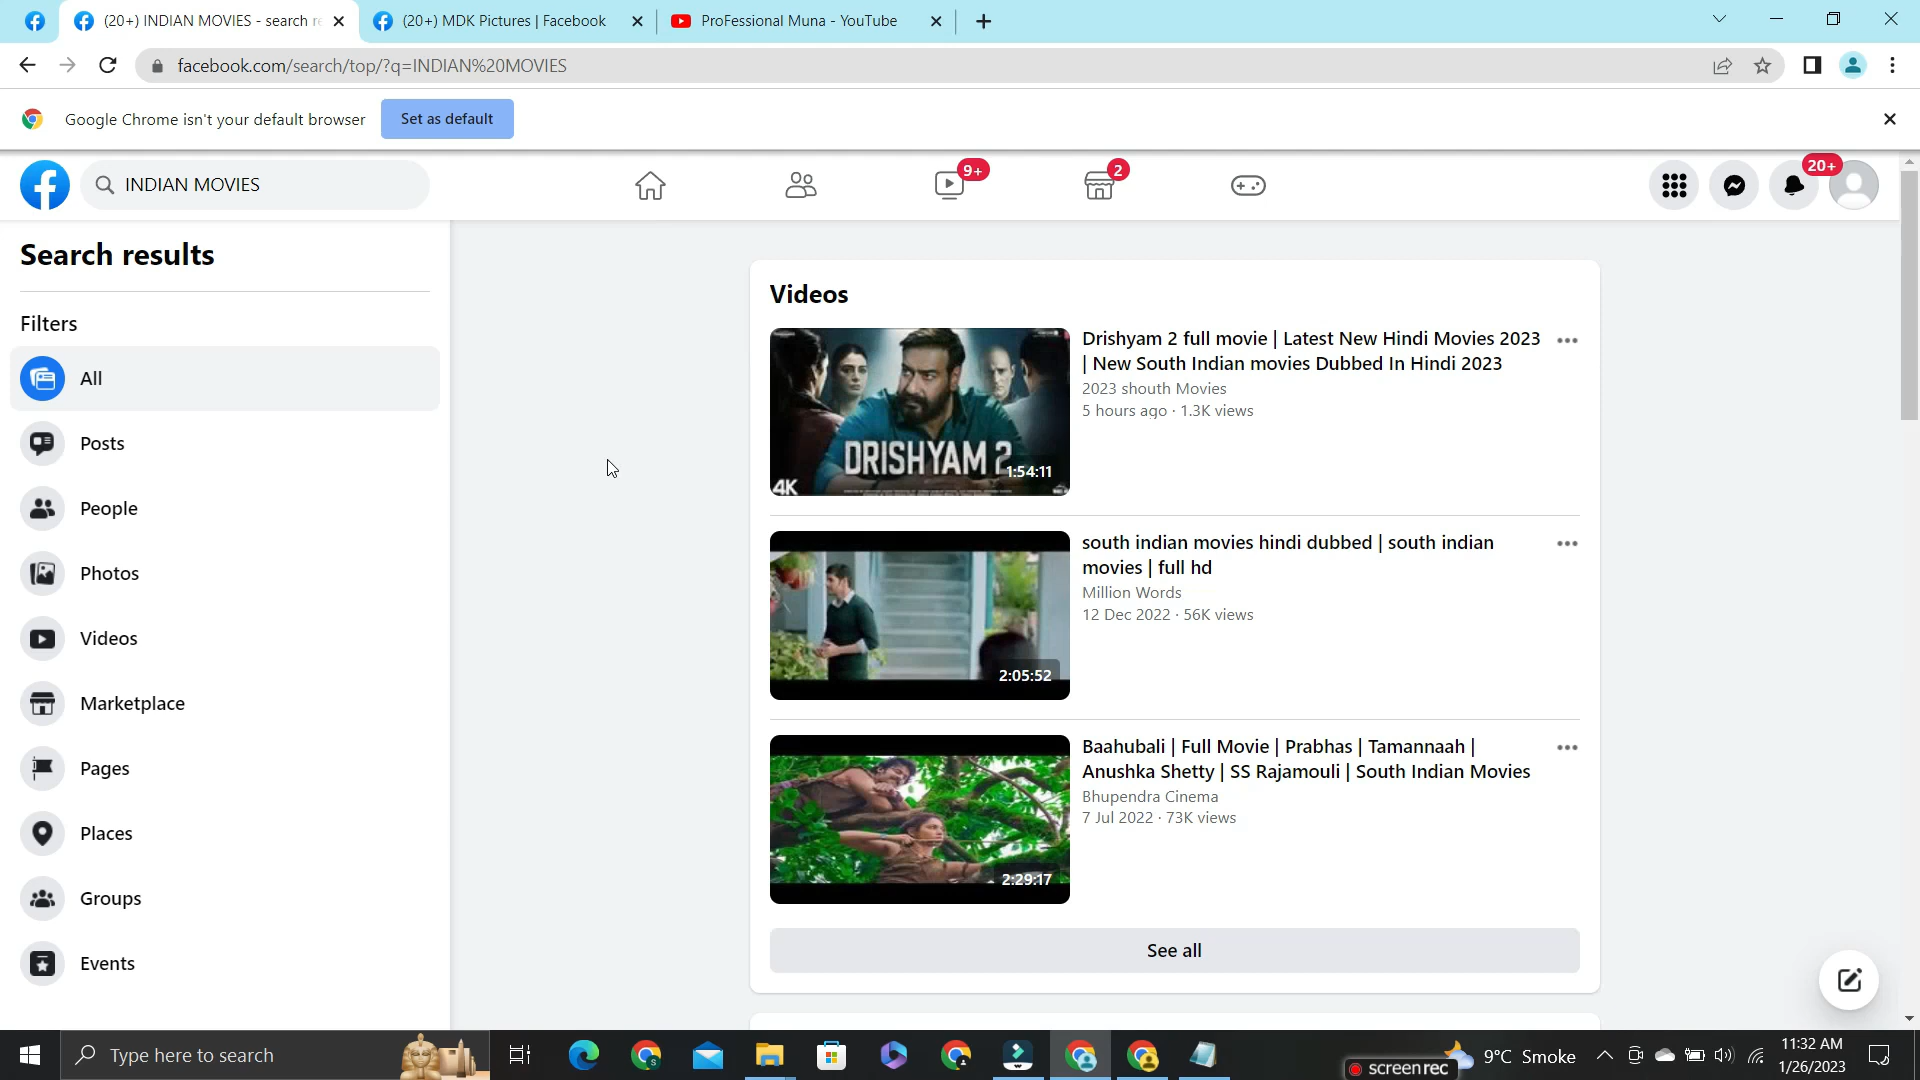 (20+) INDIAN MOVIES - search re
(20+) MDK Pictures | Facebook
ProFessional Muna - YouTube
facebook.com/search/top/?q=INDIAN%20MOVIES
Google Chrome isn't your default browser
Set as default
INDIAN MOVIES
9+
2
20+
Search results
Filters
All
Posts
People
Photos
Videos
Marketplace
Pages
Places
Groups
Events
Videos
DRISHYAM 2
4K
1:54:11
Drishyam 2 full movie | Latest New Hindi Movies 2023
| New South Indian movies Dubbed In Hindi 2023
2023 shouth Movies
5 hours ago · 1.3K views
2:05:52
south indian movies hindi dubbed | south indian
movies | full hd
Million Words
12 Dec 2022 · 56K views
2:29:17
Baahubali | Full Movie | Prabhas | Tamannaah |
Anushka Shetty | SS Rajamouli | South Indian Movies
Bhupendra Cinema
7 Jul 2022 · 73K views
See all
Type here to search
screenrec
9°C Smoke
11:32 AM
1/26/2023